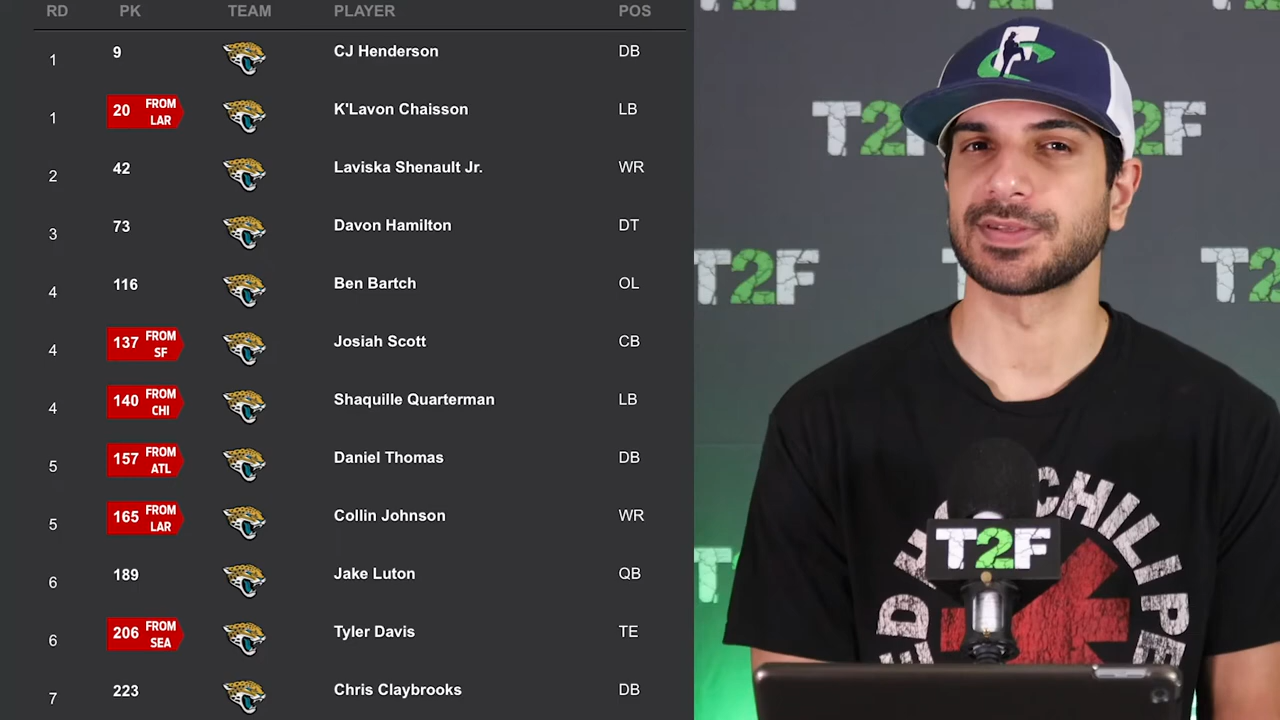 RD PK TEAM PLAYER POS
1 9 CJ Henderson DB
1 20 FROM LAR K'Lavon Chaisson LB
2 42 Laviska Shenault Jr. WR
3 73 Davon Hamilton DT
4 116 Ben Bartch OL
4 137 FROM SF Josiah Scott CB
4 140 FROM CHI Shaquille Quarterman LB
5 157 FROM ATL Daniel Thomas DB
5 165 FROM LAR Collin Johnson WR
6 189 Jake Luton QB
6 206 FROM SEA Tyler Davis TE
7 223 Chris Claybrooks DB
T2F
T2F
T2F
T2F
T2F
CHILI PE
ED H